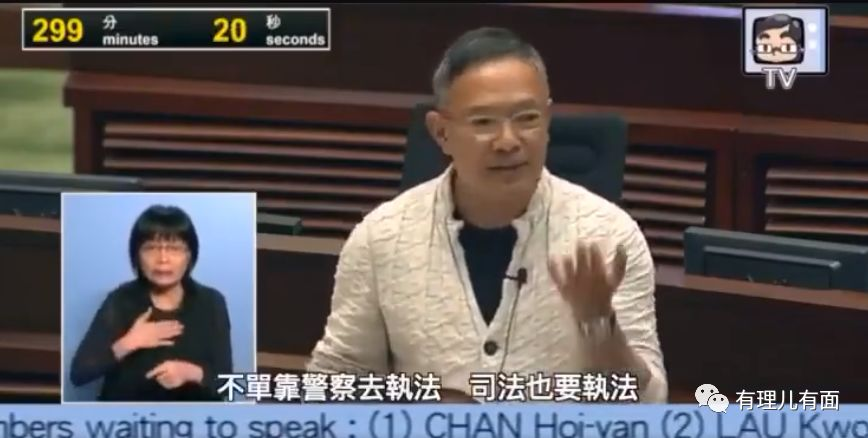 299 分 minutes 20 秒 seconds
TV
不單靠警察去執法 司法也要執法
有理儿有面
mbers waiting to speak : (1) CHAN Hoi-yan (2) LAU Kwo